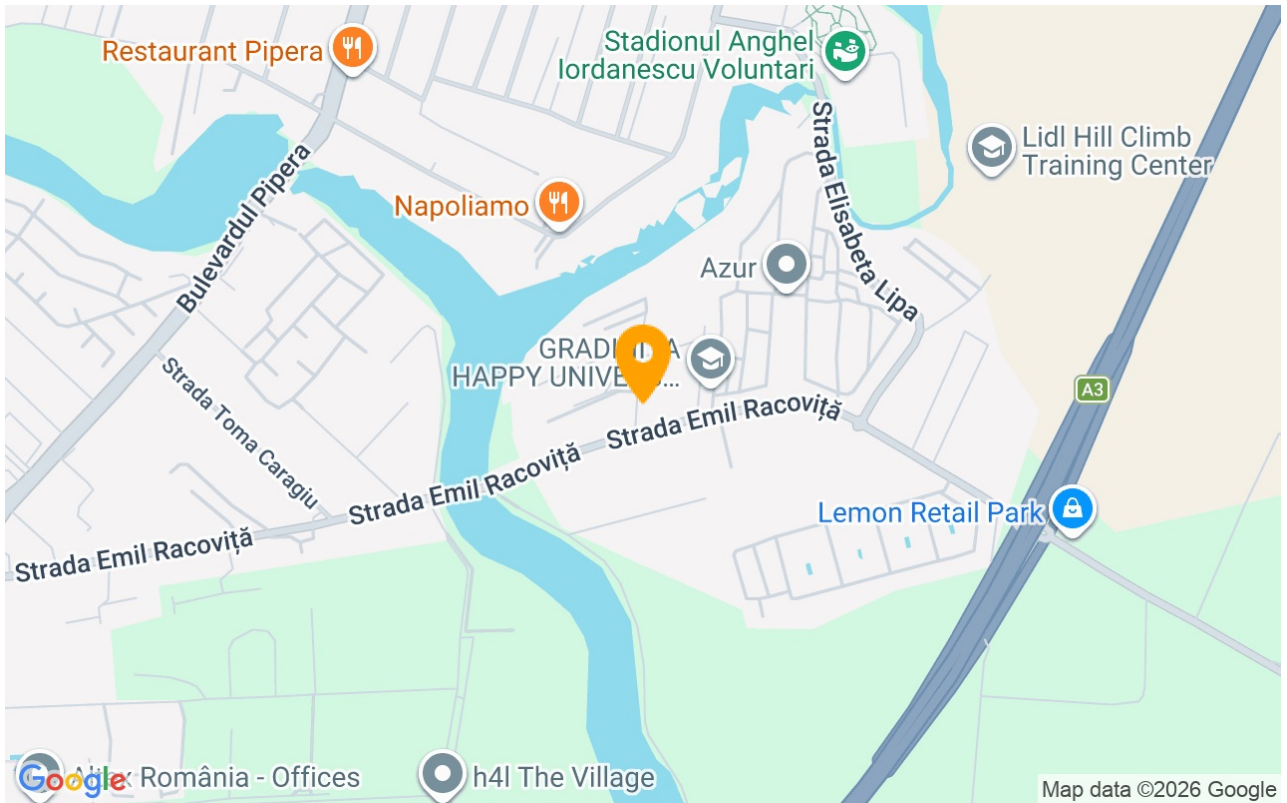 Restaurant Pipera
Stadionul Anghel
Iordanescu Voluntari
Bulevardul Pipera
Strada Elisabeta Lipa
Lidl Hill Climb
Training Center
Napoliamo
Azur
HAPPY
A3
Strada Toma Caragiu
Strada Emil Racoviță
Strada Emil Racoviță
Strada Emil Racoviță
Lemon Retail Park
Google
România - Offices
h4l The Village
Map data ©2026 Google